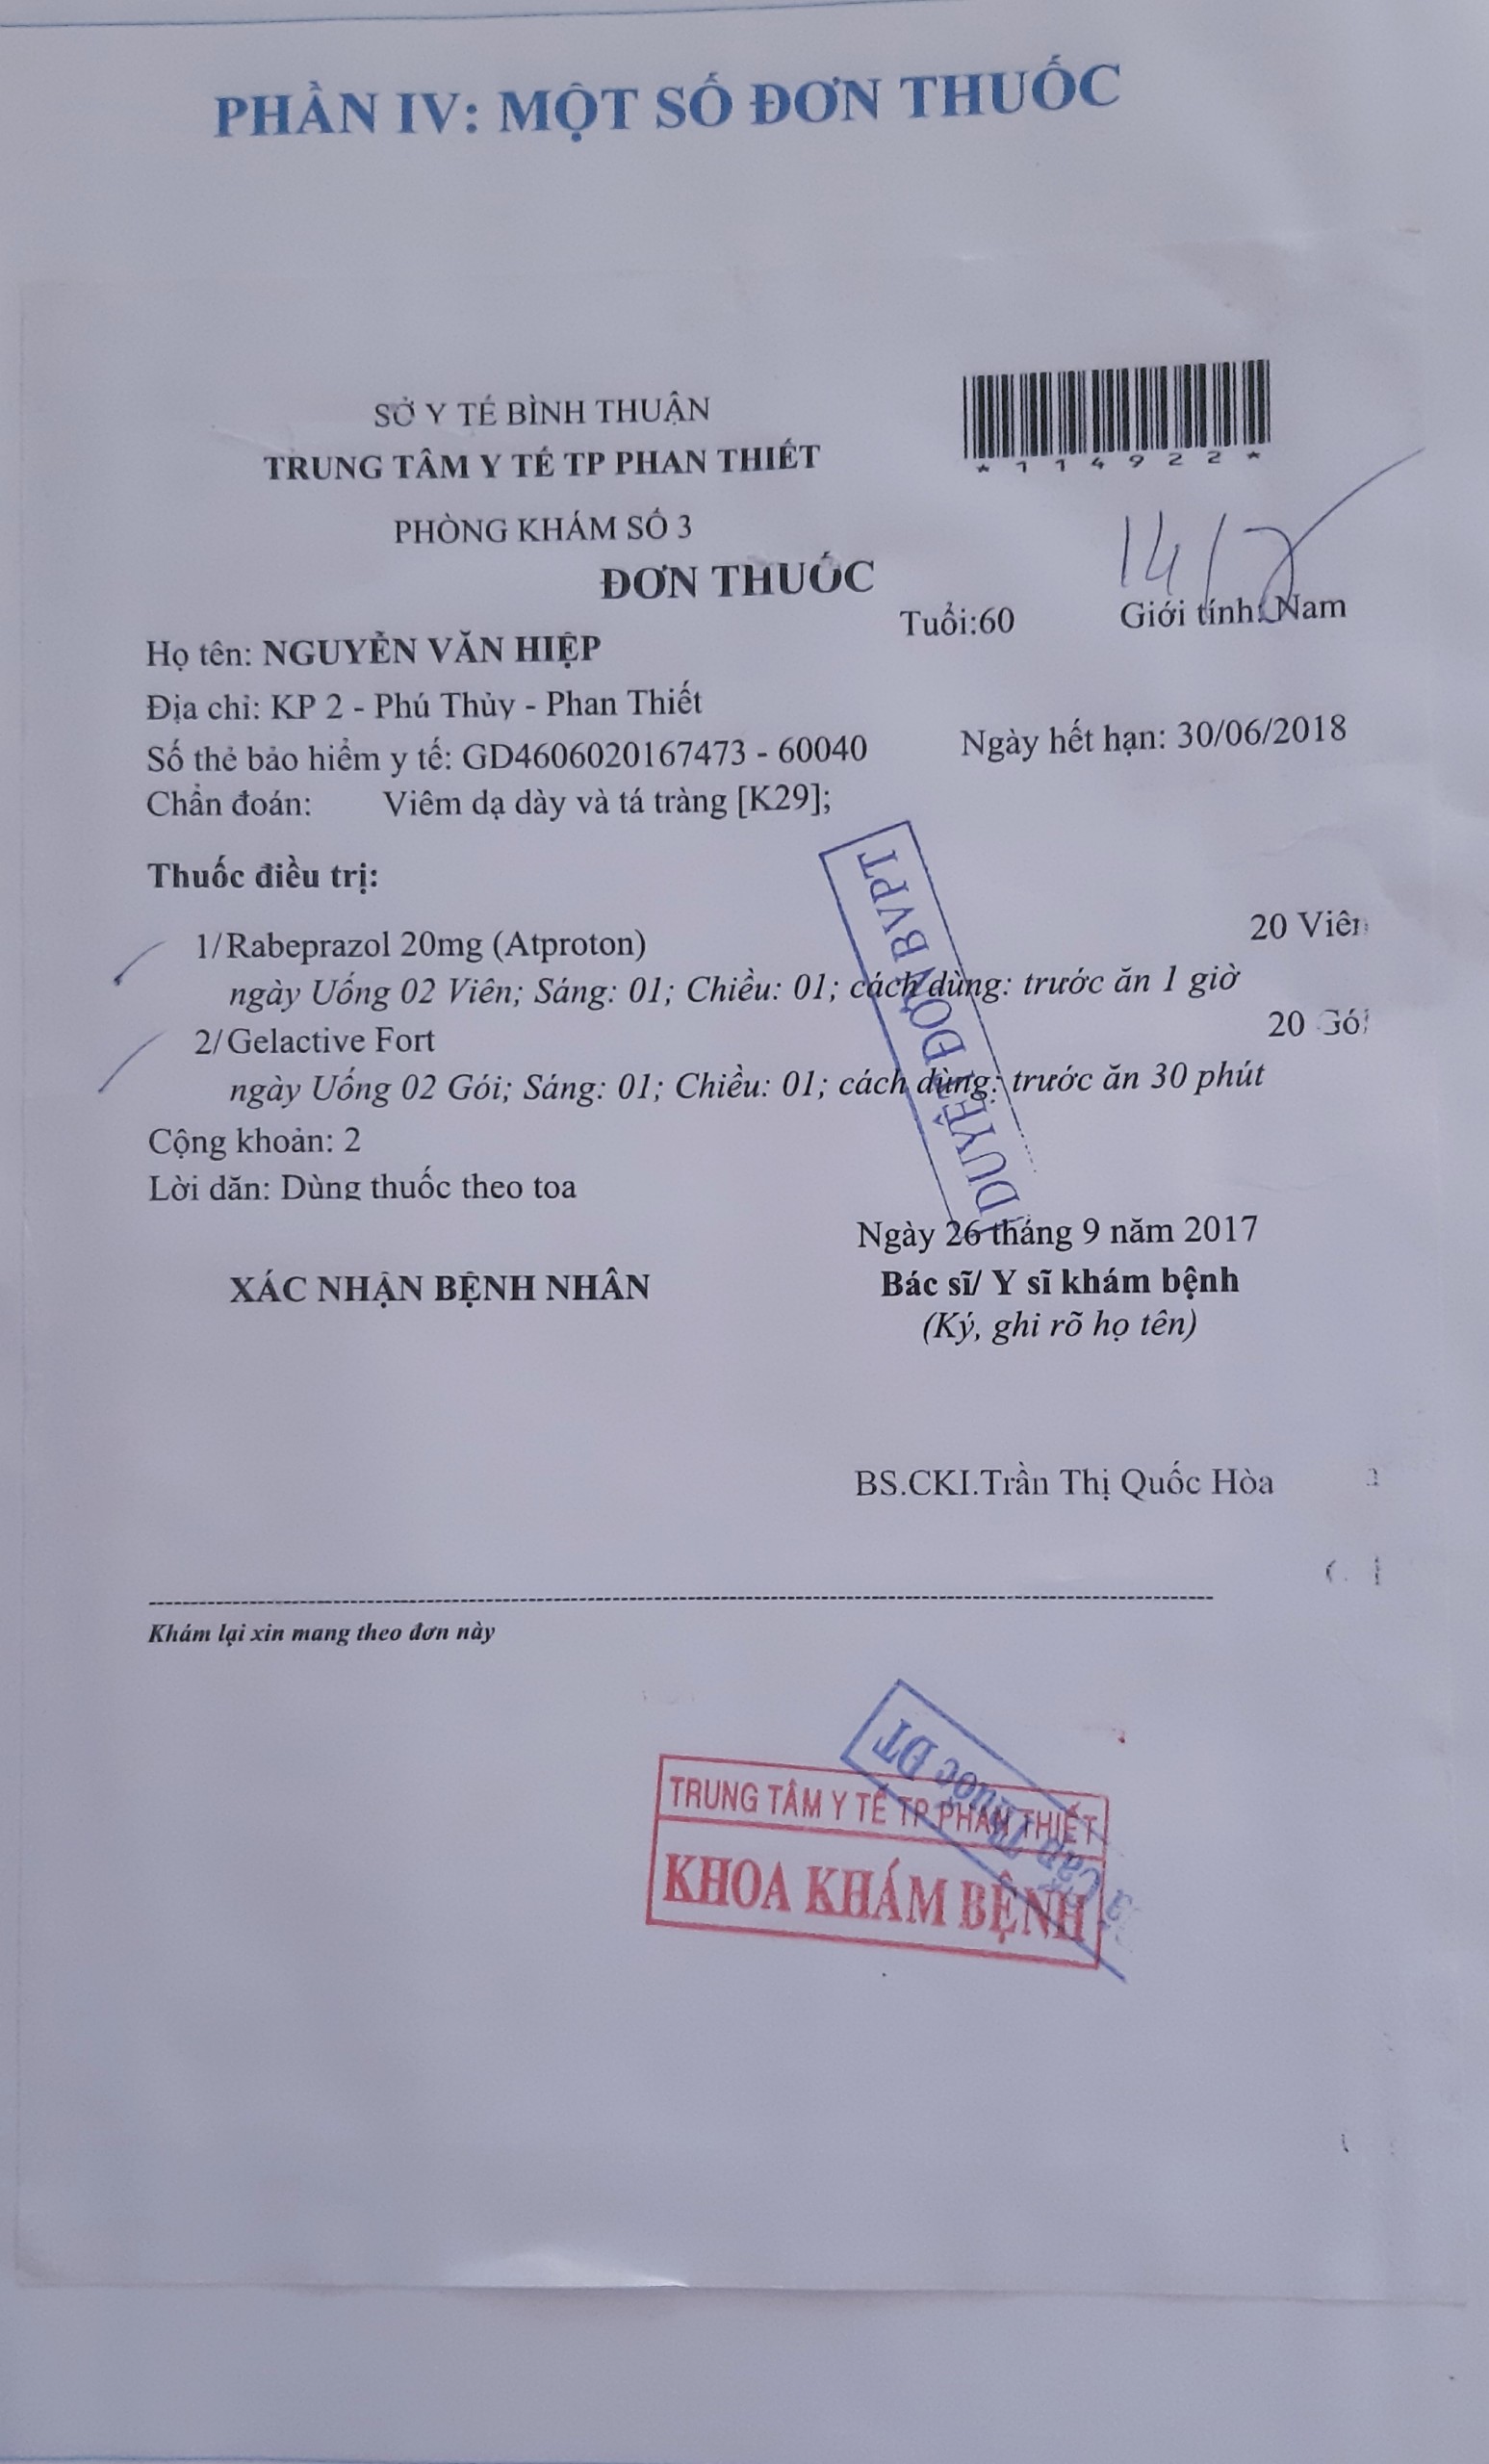 PHẦN IV: MỘT SỐ ĐƠN THUỐC
SỞ Y TẾ BÌNH THUẬN
TRUNG TÂM Y TẾ TP PHAN THIẾT
*114922*
PHÒNG KHÁM SỐ 3
14/2
ĐƠN THUỐC
Họ tên: NGUYỄN VĂN HIỆP Tuổi:60 Giới tính: Nam
Địa chỉ: KP 2 - Phú Thủy - Phan Thiết
Số thẻ bảo hiểm y tế: GD4606020167473 - 60040 Ngày hết hạn: 30/06/2018
Chẩn đoán: Viêm dạ dày và tá tràng [K29];
Thuốc điều trị:
1/Rabeprazol 20mg (Atproton) 20 Viên
ngày Uống 02 Viên; Sáng: 01; Chiều: 01; cách dùng: trước ăn 1 giờ
2/Gelactive Fort 20 Gói
ngày Uống 02 Gói; Sáng: 01; Chiều: 01; cách dùng: trước ăn 30 phút
DUYỆT ĐƠN BVPT
Cộng khoản: 2
Lời dăn: Dùng thuốc theo toa
Ngày 26 tháng 9 năm 2017
XÁC NHẬN BỆNH NHÂN Bác sĩ/ Y sĩ khám bệnh
(Ký, ghi rõ họ tên)
BS.CKI.Trần Thị Quốc Hòa
Khám lại xin mang theo đơn này
TRUNG TÂM Y TẾ TP PHAN THIẾT
KHOA KHÁM BỆNH
Cấp Thuốc ĐT